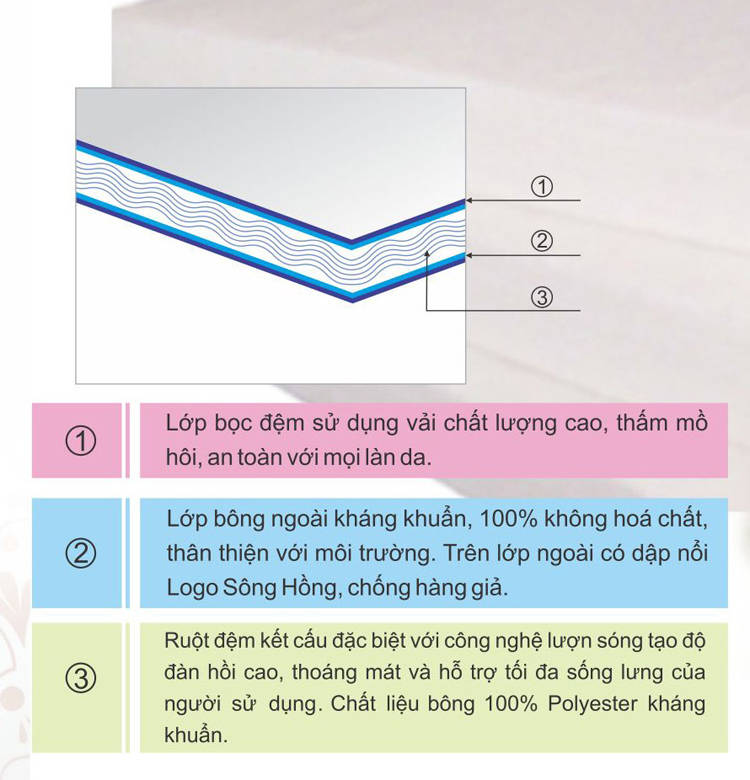 ①
②
③
①
Lớp bọc đệm sử dụng vải chất lượng cao, thấm mồ
hôi, an toàn với mọi làn da.
②
Lớp bông ngoài kháng khuẩn, 100% không hoá chất,
thân thiện với môi trường. Trên lớp ngoài có dập nổi
Logo Sông Hồng, chống hàng giả.
③
Ruột đệm kết cấu đặc biệt với công nghệ lượn sóng tạo độ
đàn hồi cao, thoáng mát và hỗ trợ tối đa sống lưng của
người sử dụng. Chất liệu bông 100% Polyester kháng
khuẩn.